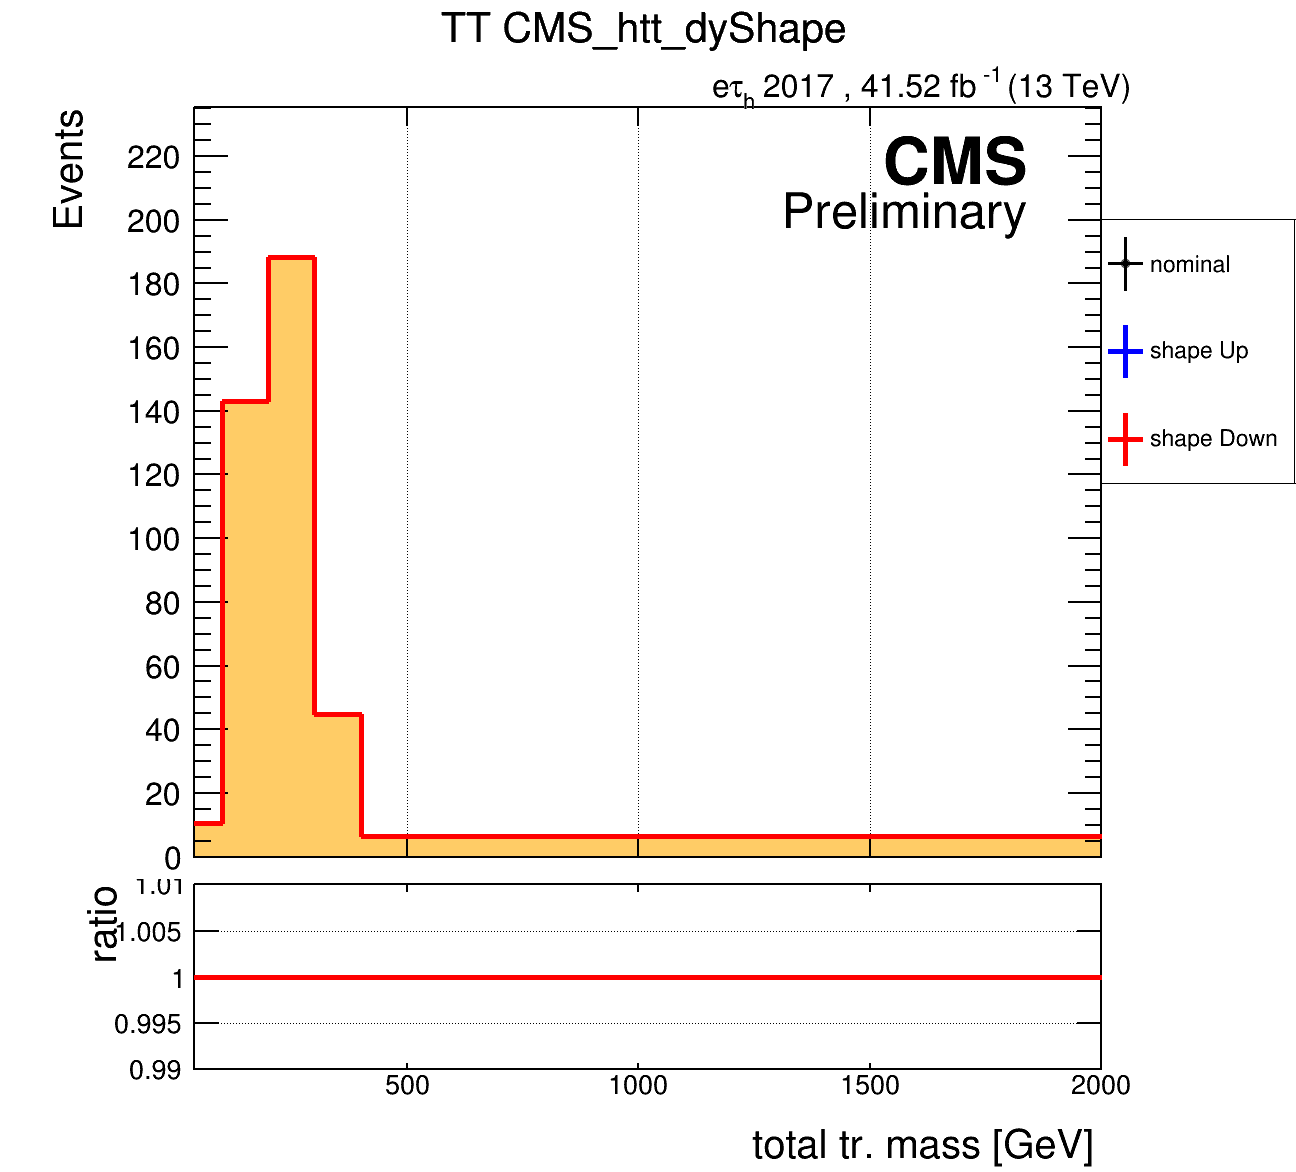 TT CMS_htt_dyShape
eτh 2017 , 41.52 fb -1 (13 TeV)
Events
CMS
Preliminary
220
200
180
160
140
120
100
80
60
40
20
0
nominal
shape Up
shape Down
ratio
1.01
1.005
1
0.995
0.99
500 1000 1500 2000
total tr. mass [GeV]